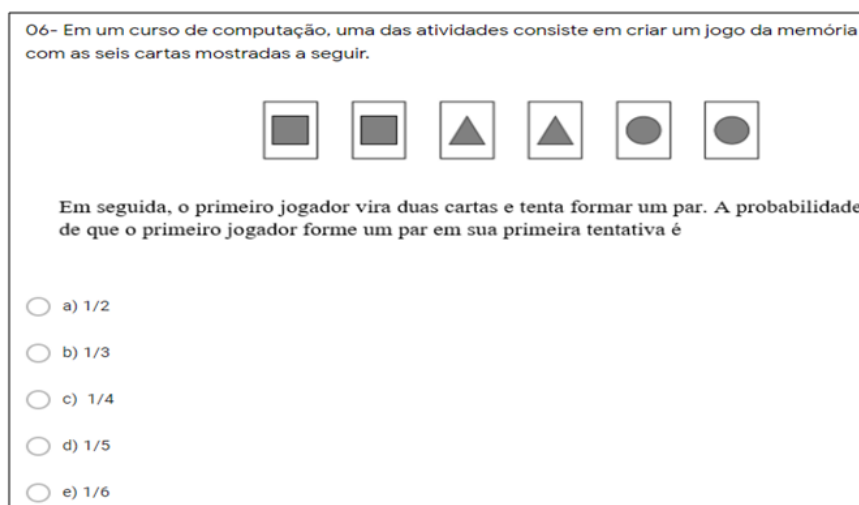 06- Em um curso de computação, uma das atividades consiste em criar um jogo da memória
com as seis cartas mostradas a seguir.
Em seguida, o primeiro jogador vira duas cartas e tenta formar um par. A probabilidade
de que o primeiro jogador forme um par em sua primeira tentativa é
a) 1/2
b) 1/3
c) 1/4
d) 1/5
e) 1/6